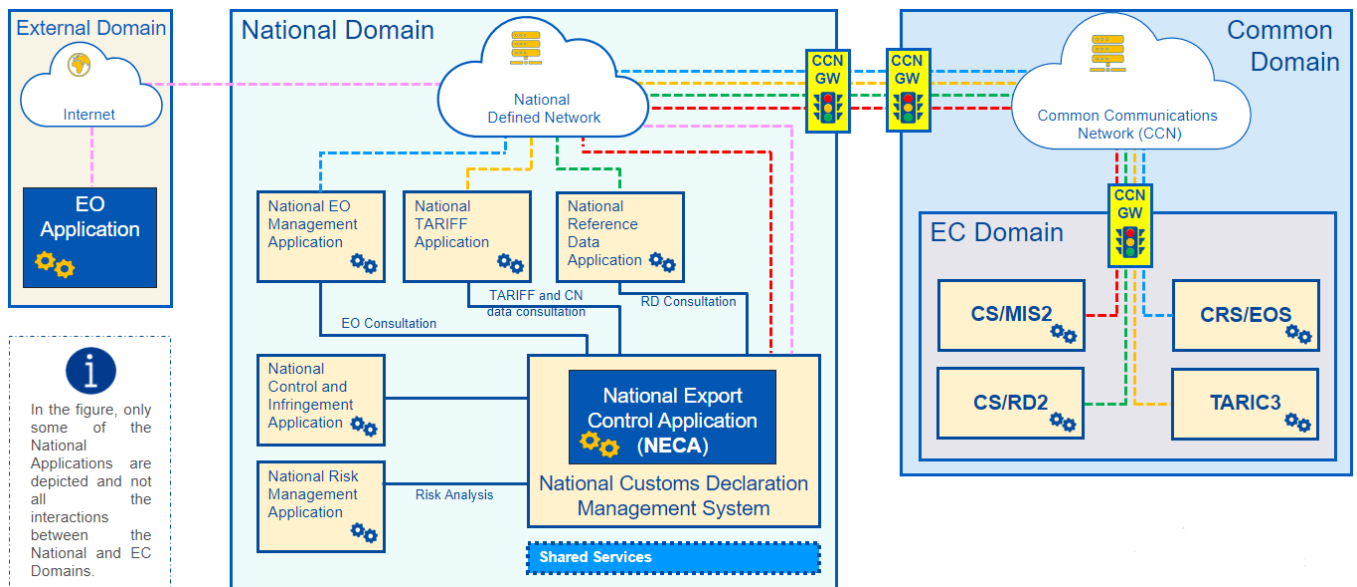 External Domain
Internet
EO
Application
i
In the figure, only
some of the
National
Applications are
depicted and not
all the
interactions
between the
National and EC
Domains.
National Domain
National
Defined Network
National EO
Management
Application
National
TARIFF
Application
National
Reference
Data
Application
EO Consultation
TARIFF and CN
data consultation
RD Consultation
National
Control and
Infringement
Application
National Risk
Management
Application
Risk Analysis
National Export
Control Application
(NECA)
National Customs Declaration
Management System
Shared Services
CCN
GW
CCN
GW
Common
Domain
Common Communications
Network (CCN)
CCN
GW
EC Domain
CS/MIS2
CRS/EOS
CS/RD2
TARIC3